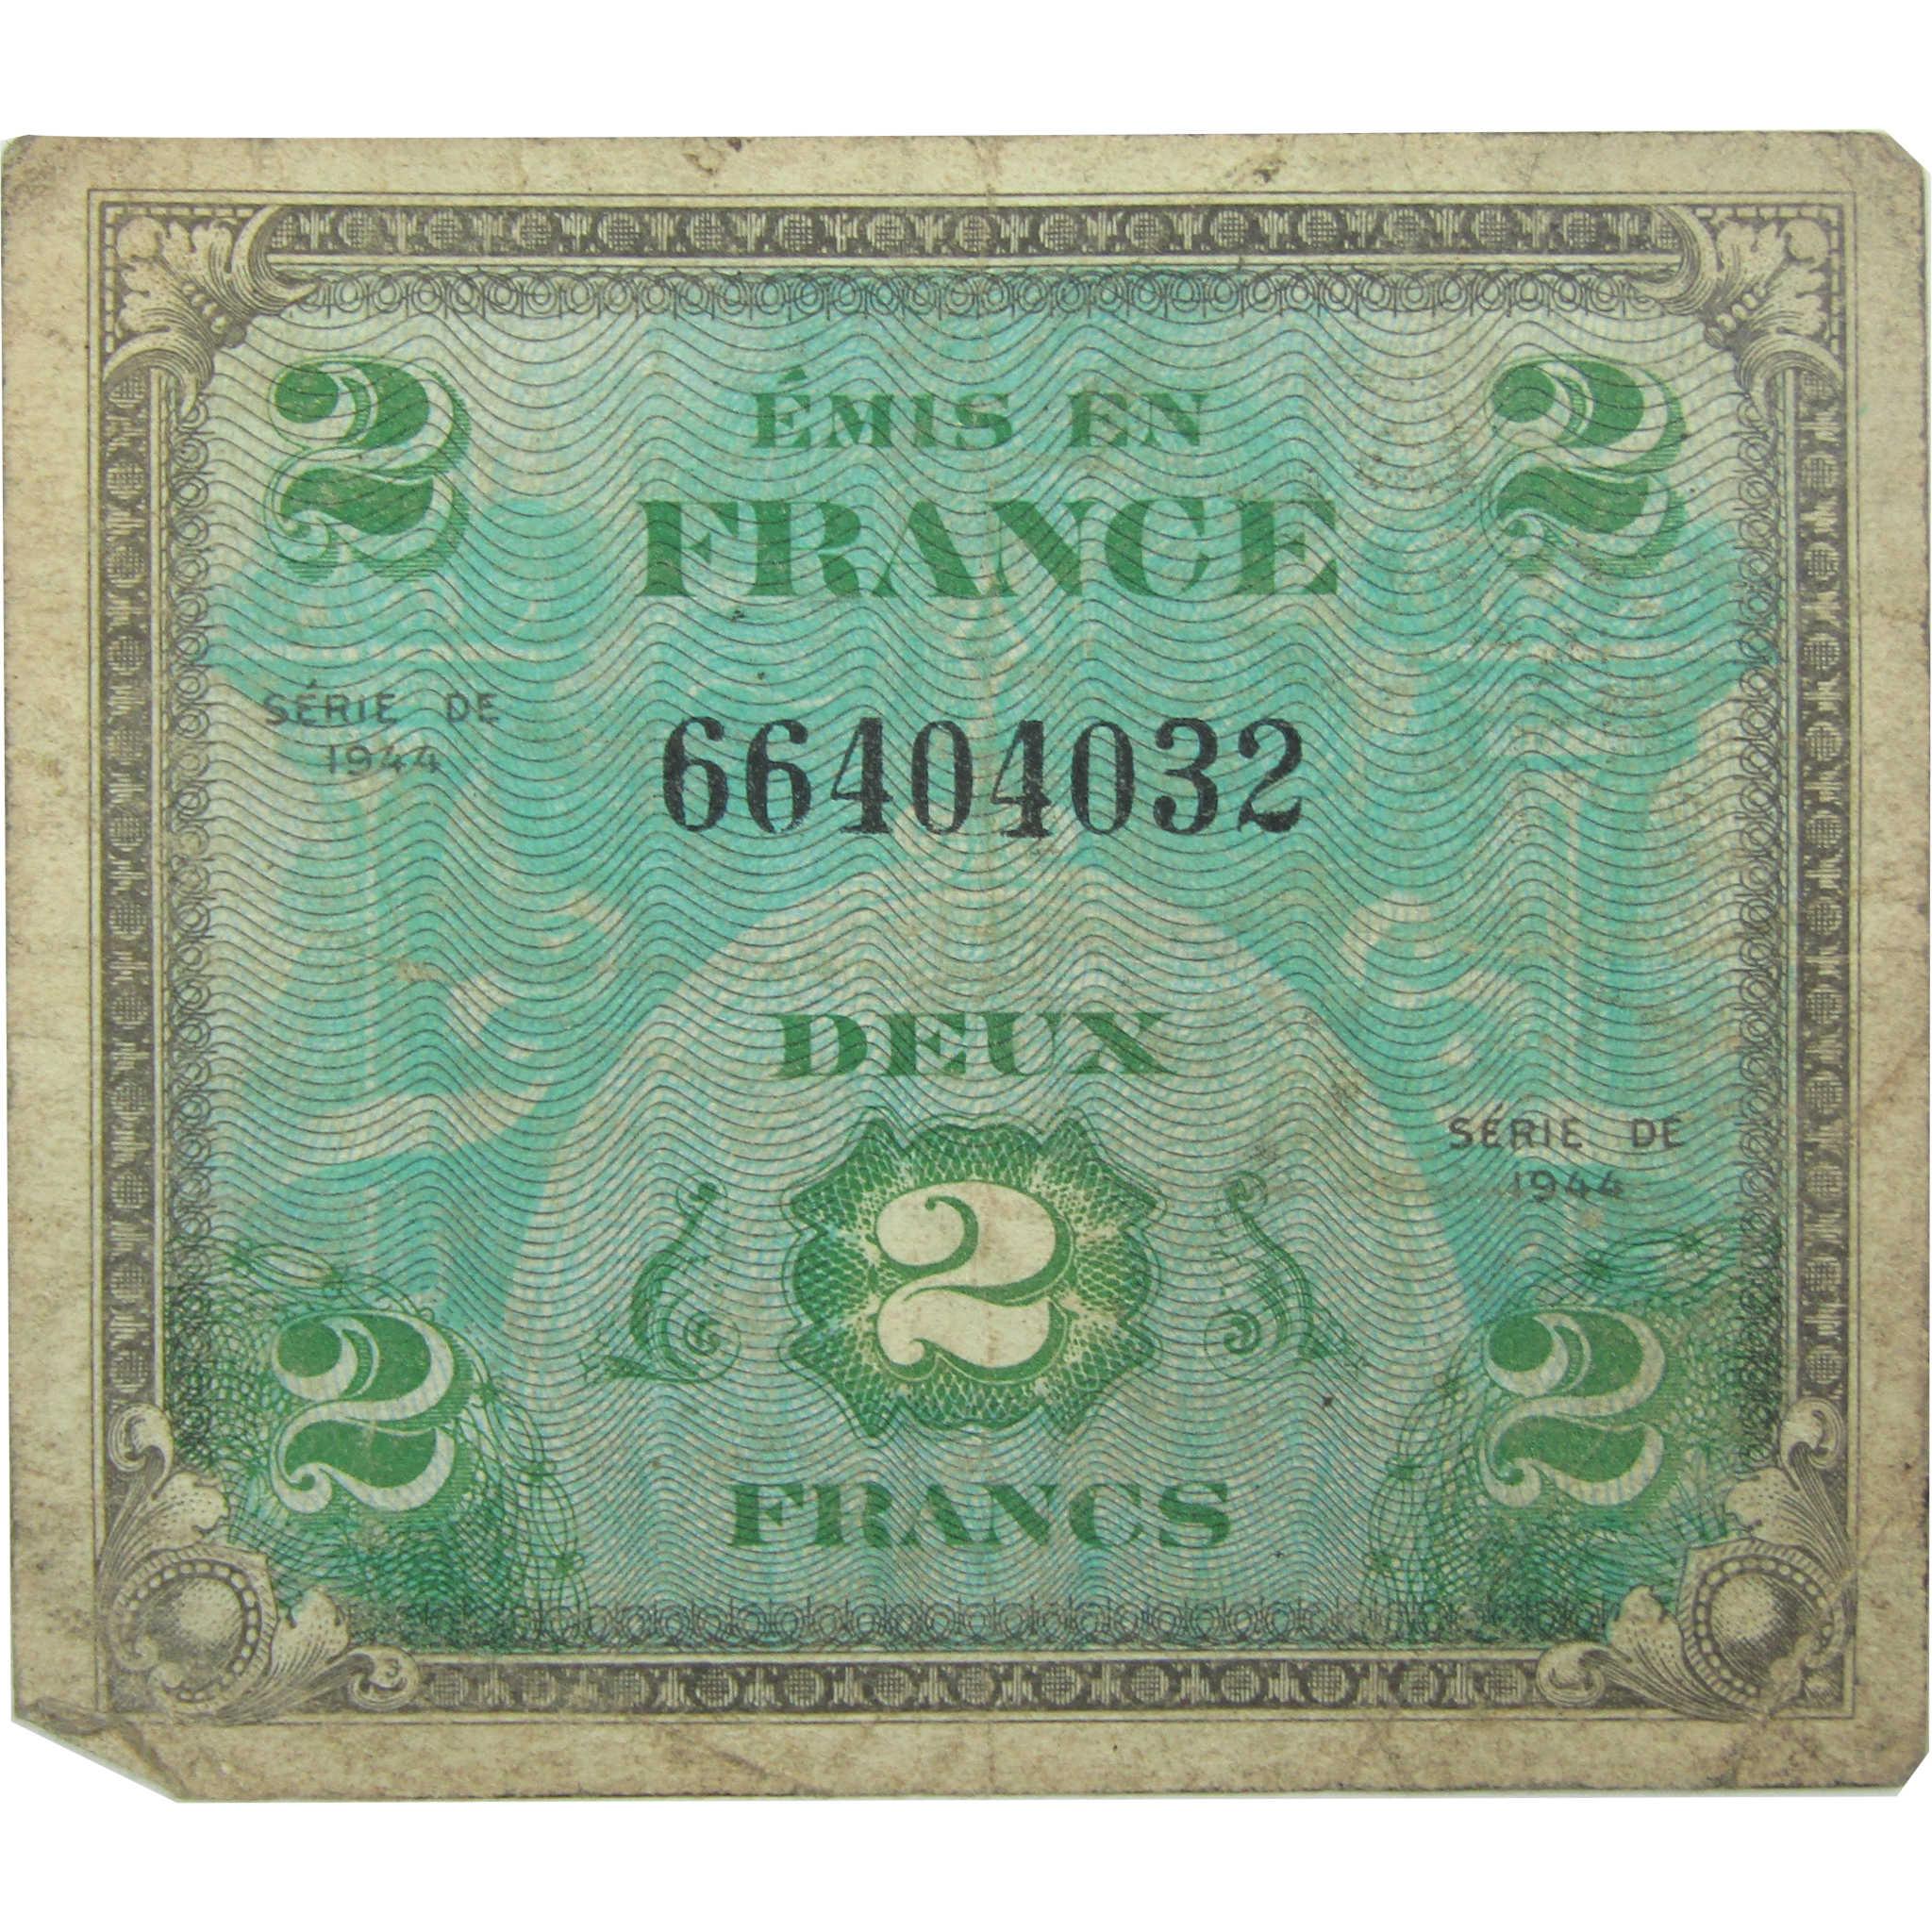 2 ÉMIS EN 2
FRANCE
SÉRIE DE
1944
66404032
DEUX
SÉRIE DE
1944
2
2 2
FRANCS